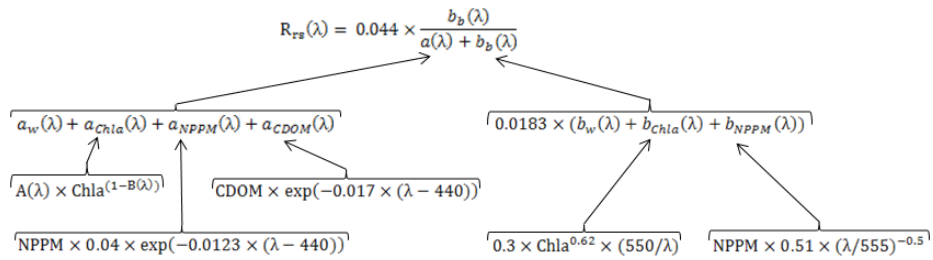 R_rs(λ) = 0.044 × b_b(λ) / (a(λ) + b_b(λ))
a_w(λ) + a_Chla(λ) + a_NPPM(λ) + a_CDOM(λ)
0.0183 × (b_w(λ) + b_Chla(λ) + b_NPPM(λ))
A(λ) × Chla^(1−B(λ))
CDOM × exp(−0.017 × (λ − 440))
NPPM × 0.04 × exp(−0.0123 × (λ − 440))
0.3 × Chla^0.62 × (550/λ)
NPPM × 0.51 × (λ/555)^−0.5